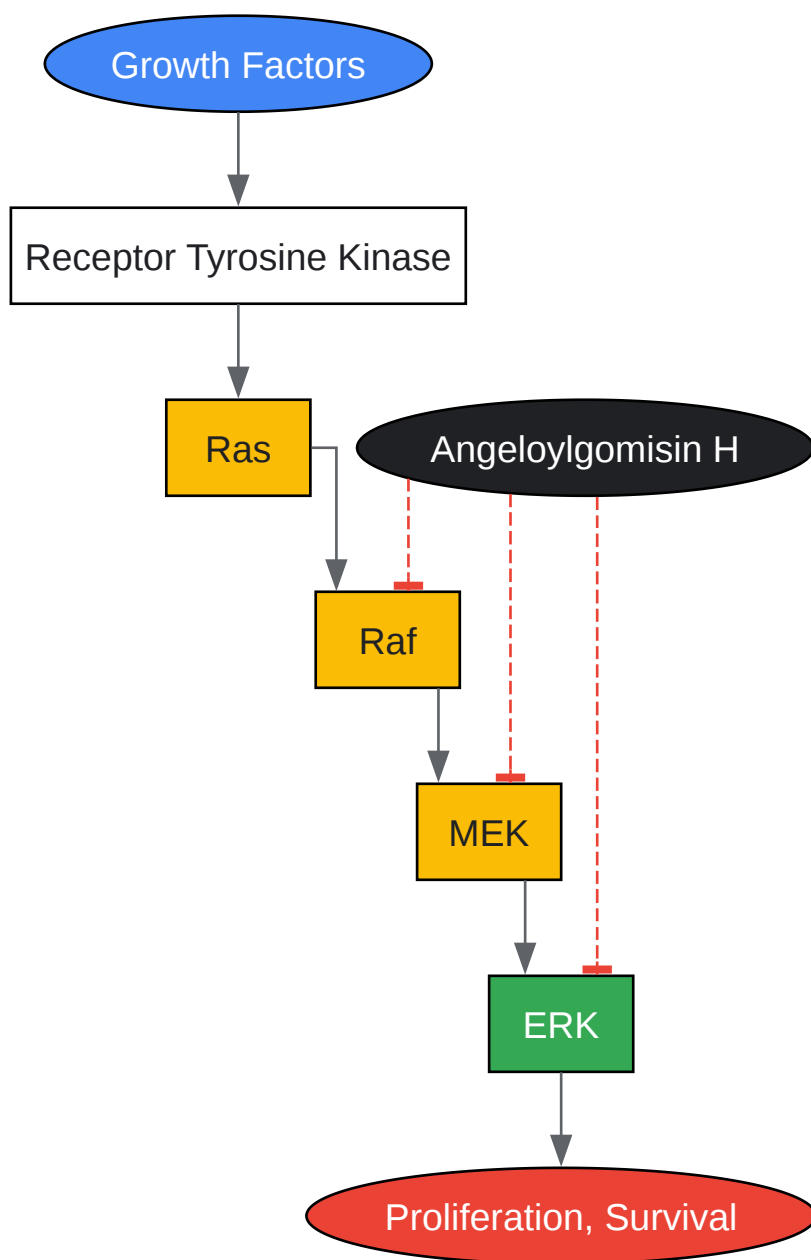 Growth Factors
Receptor Tyrosine Kinase
Ras
Angeloylgomisin H
Raf
MEK
ERK
Proliferation, Survival